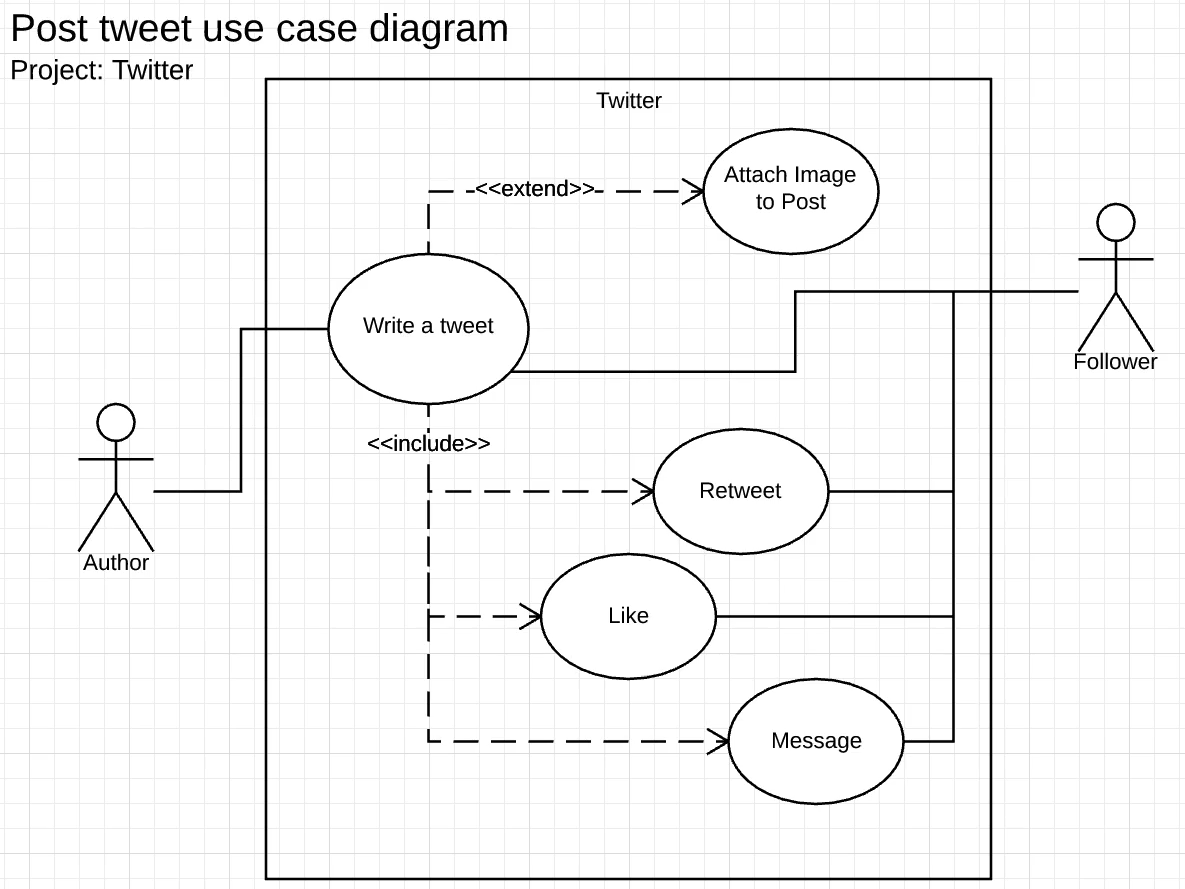 Post tweet use case diagram
Project: Twitter
Twitter
<<extend>>
Attach Image
to Post
Write a tweet
Follower
<<include>>
Retweet
Author
Like
Message